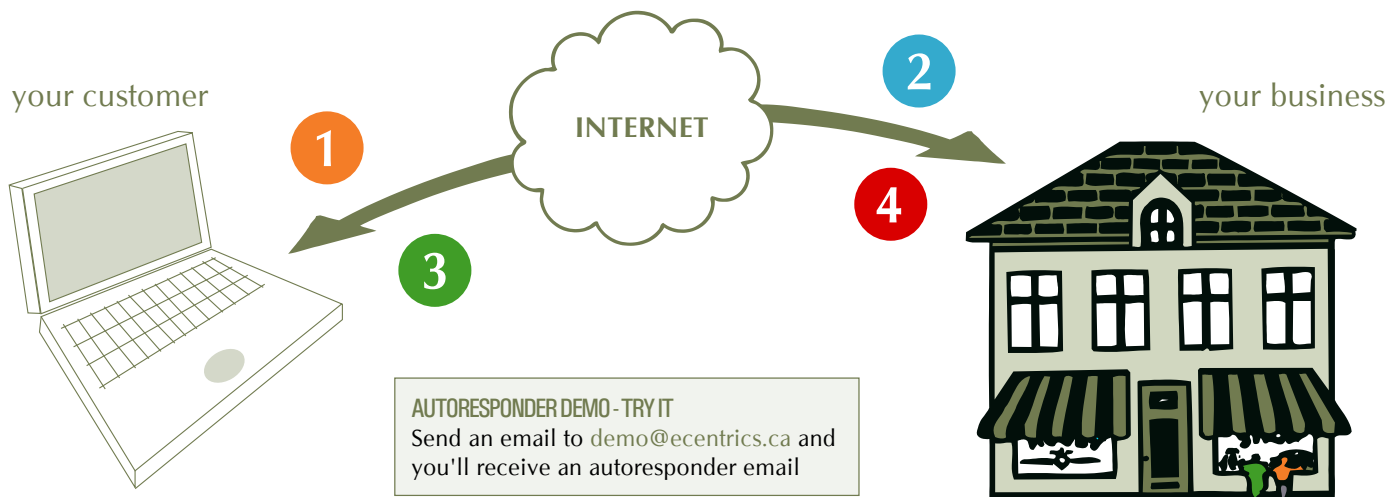 your customer
1
INTERNET
2
your business
3
4
AUTORESPONDER DEMO - TRY IT
Send an email to demo@ecentrics.ca and
you'll receive an autoresponder email